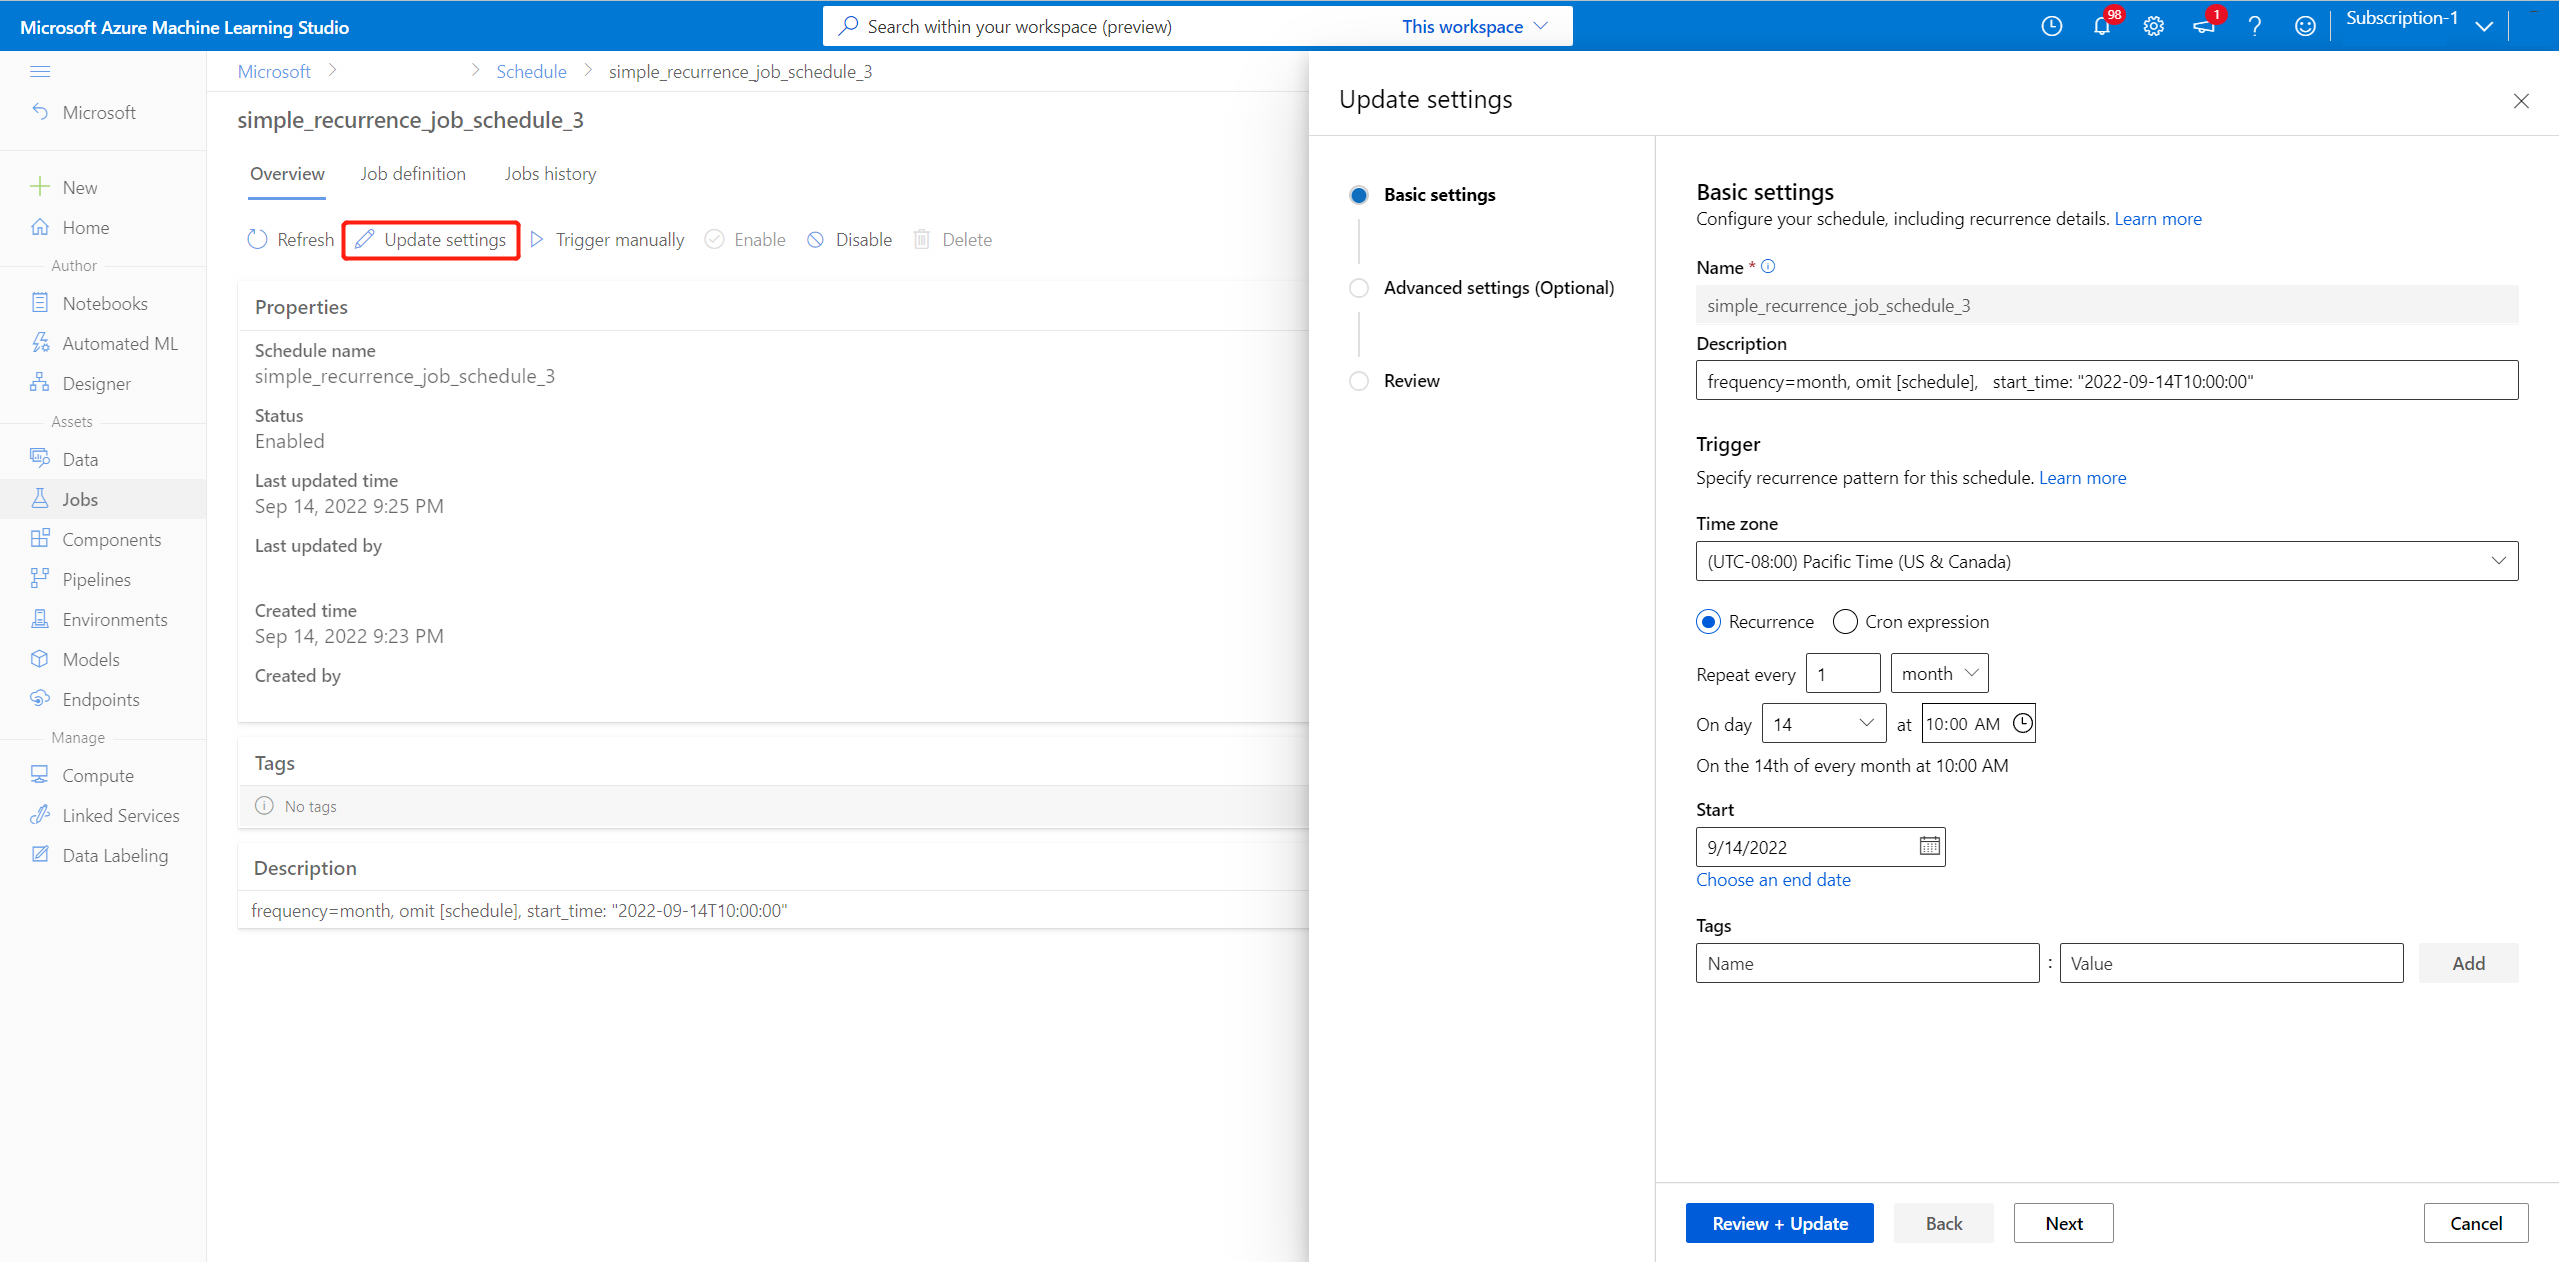 Microsoft Azure Machine Learning Studio
Search within your workspace (preview)
This workspace
98
1
Subscription-1
Microsoft
New
Home
Author
Notebooks
Automated ML
Designer
Assets
Data
Jobs
Components
Pipelines
Environments
Models
Endpoints
Manage
Compute
Linked Services
Data Labeling
Microsoft > > Schedule > simple_recurrence_job_schedule_3
simple_recurrence_job_schedule_3
Overview Job definition Jobs history
Refresh Update settings Trigger manually Enable Disable Delete
Properties
Schedule name
simple_recurrence_job_schedule_3
Status
Enabled
Last updated time
Sep 14, 2022 9:25 PM
Last updated by
Created time
Sep 14, 2022 9:23 PM
Created by
Tags
No tags
Description
frequency=month, omit [schedule], start_time: "2022-09-14T10:00:00"
Update settings
Basic settings
Advanced settings (Optional)
Review
Basic settings
Configure your schedule, including recurrence details. Learn more
Name *
simple_recurrence_job_schedule_3
Description
frequency=month, omit [schedule], start_time: "2022-09-14T10:00:00"
Trigger
Specify recurrence pattern for this schedule. Learn more
Time zone
(UTC-08:00) Pacific Time (US & Canada)
Recurrence Cron expression
Repeat every 1 month
On day 14 at 10:00 AM
On the 14th of every month at 10:00 AM
Start
9/14/2022
Choose an end date
Tags
Name : Value Add
Review + Update Back Next Cancel